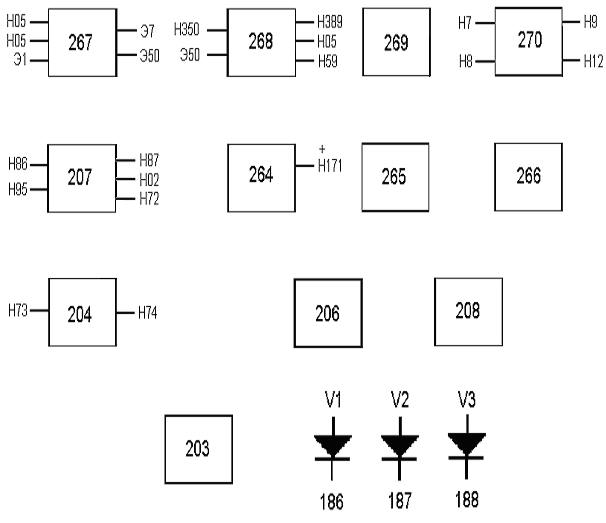 Н05 Э7 Н350 Н389 Н7 Н9
Н05 267 268 Н05 269 270
Э1 Э50 Э50 Н59 Н8 Н12
Н86 Н87 +
207 Н02 264 Н171 265 266
Н95 Н72
Н73 204 Н74 206 208
V1 V2 V3
203
186 187 188